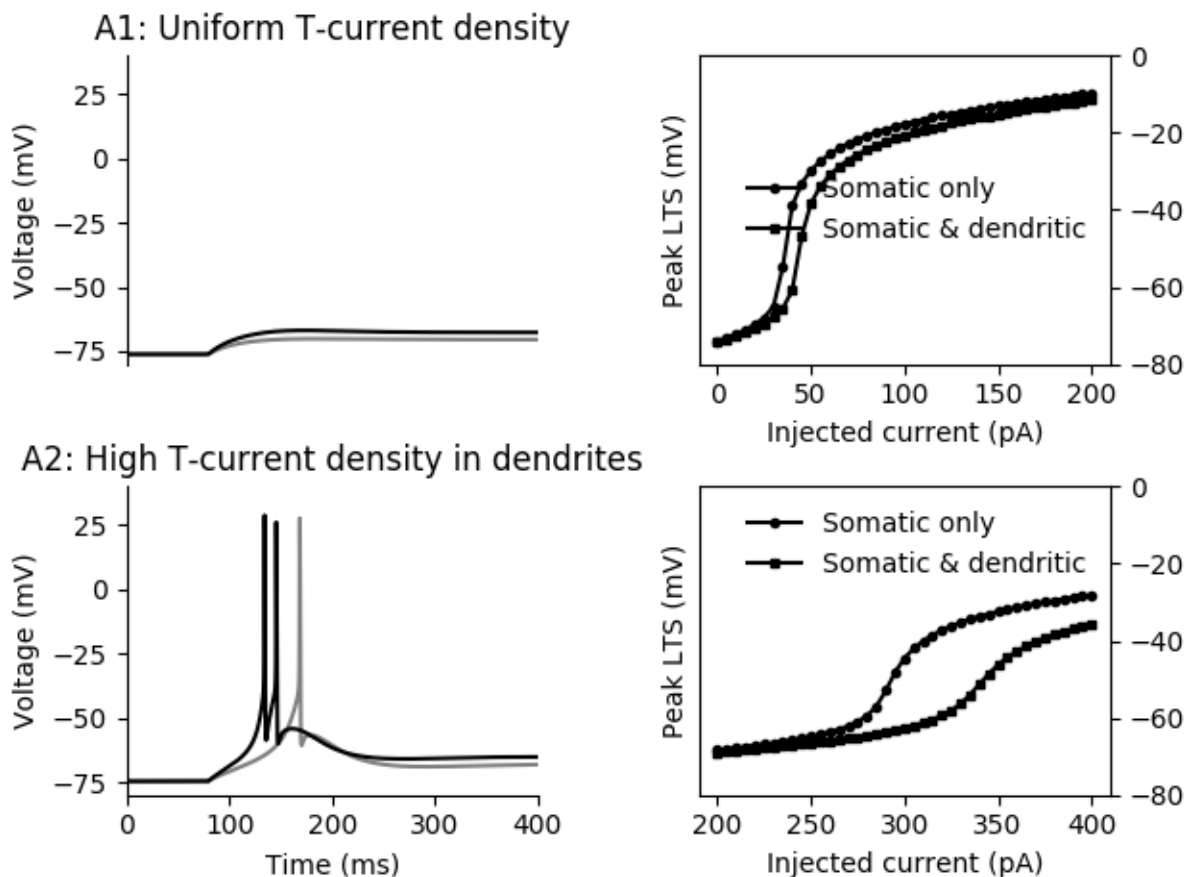 A1: Uniform T-current density
Voltage (mV)
25
0
−25
−50
−75
Peak LTS (mV)
Somatic only
Somatic & dendritic
0
−20
−40
−60
−80
0 50 100 150 200
Injected current (pA)
A2: High T-current density in dendrites
Voltage (mV)
25
0
−25
−50
−75
0 100 200 300 400
Time (ms)
Peak LTS (mV)
Somatic only
Somatic & dendritic
0
−20
−40
−60
−80
200 250 300 350 400
Injected current (pA)